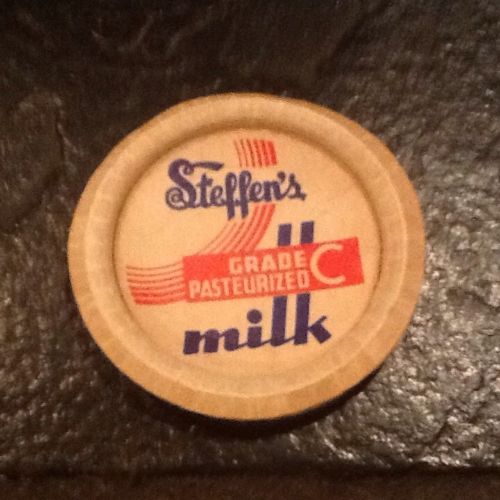 Steffen's
GRADE C
PASTEURIZED
milk